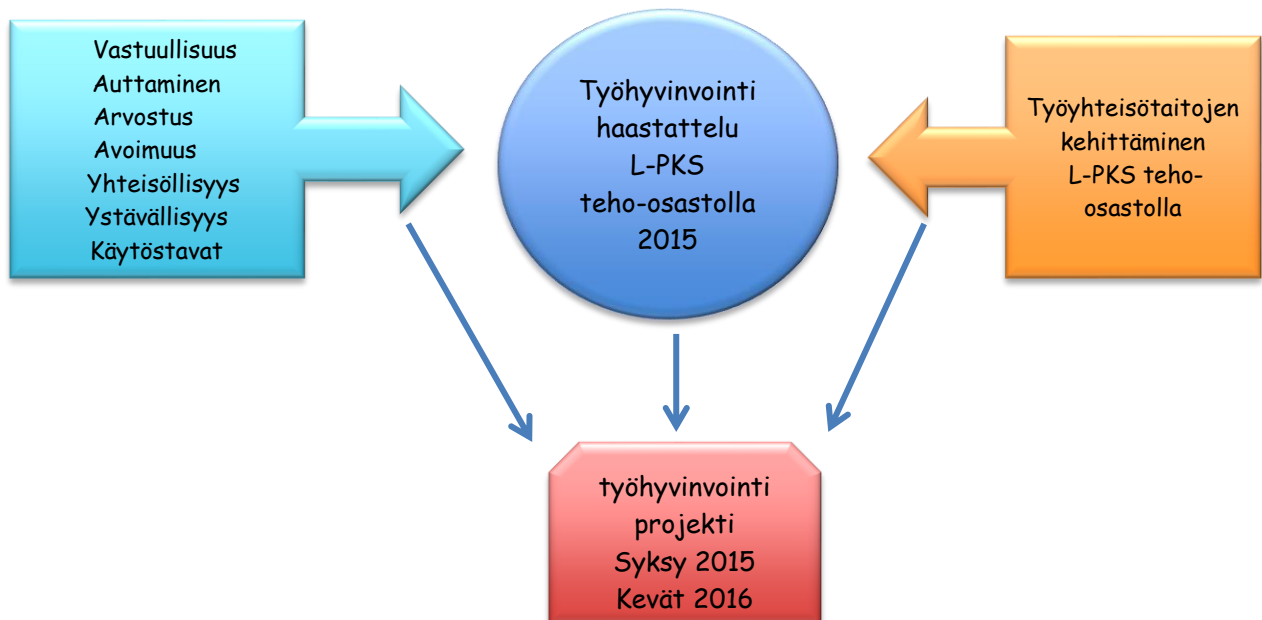 Vastuullisuus
Auttaminen
Arvostus
Avoimuus
Yhteisöllisyys
Ystävällisyys
Käytöstavat
Työhyvinvointi
haastattelu
L-PKS
teho-osastolla
2015
Työyhteisötaitojen
kehittäminen
L-PKS teho-
osastolla
työhyvinvointi
projekti
Syksy 2015
Kevät 2016